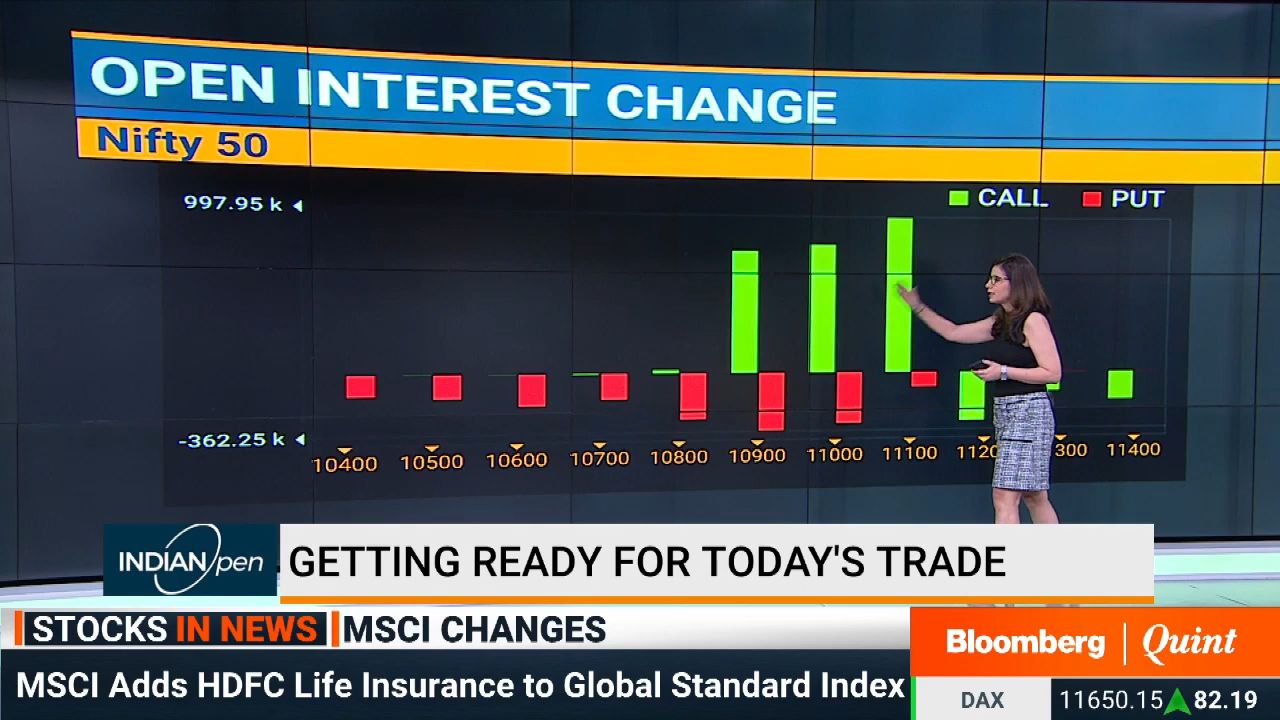 OPEN INTEREST CHANGE
Nifty 50
997.95 k
CALL PUT
-362.25 k
10400 10500 10600 10700 10800 10900 11000 11100 1120 300 11400
INDIAN Open
GETTING READY FOR TODAY'S TRADE
STOCKS IN NEWS MSCI CHANGES
Bloomberg Quint
MSCI Adds HDFC Life Insurance to Global Standard Index
DAX 11650.15 82.19